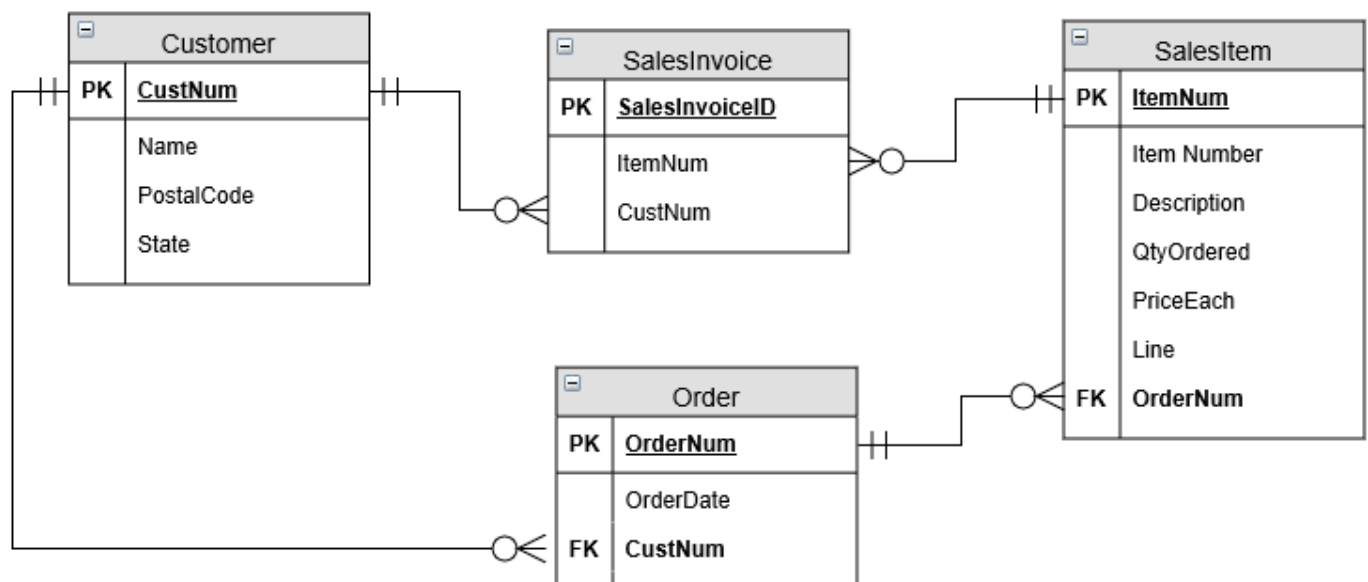 Customer
PK CustNum
Name
PostalCode
State
SalesInvoice
PK SalesInvoiceID
ItemNum
CustNum
SalesItem
PK ItemNum
Item Number
Description
QtyOrdered
PriceEach
Line
FK OrderNum
Order
PK OrderNum
OrderDate
FK CustNum